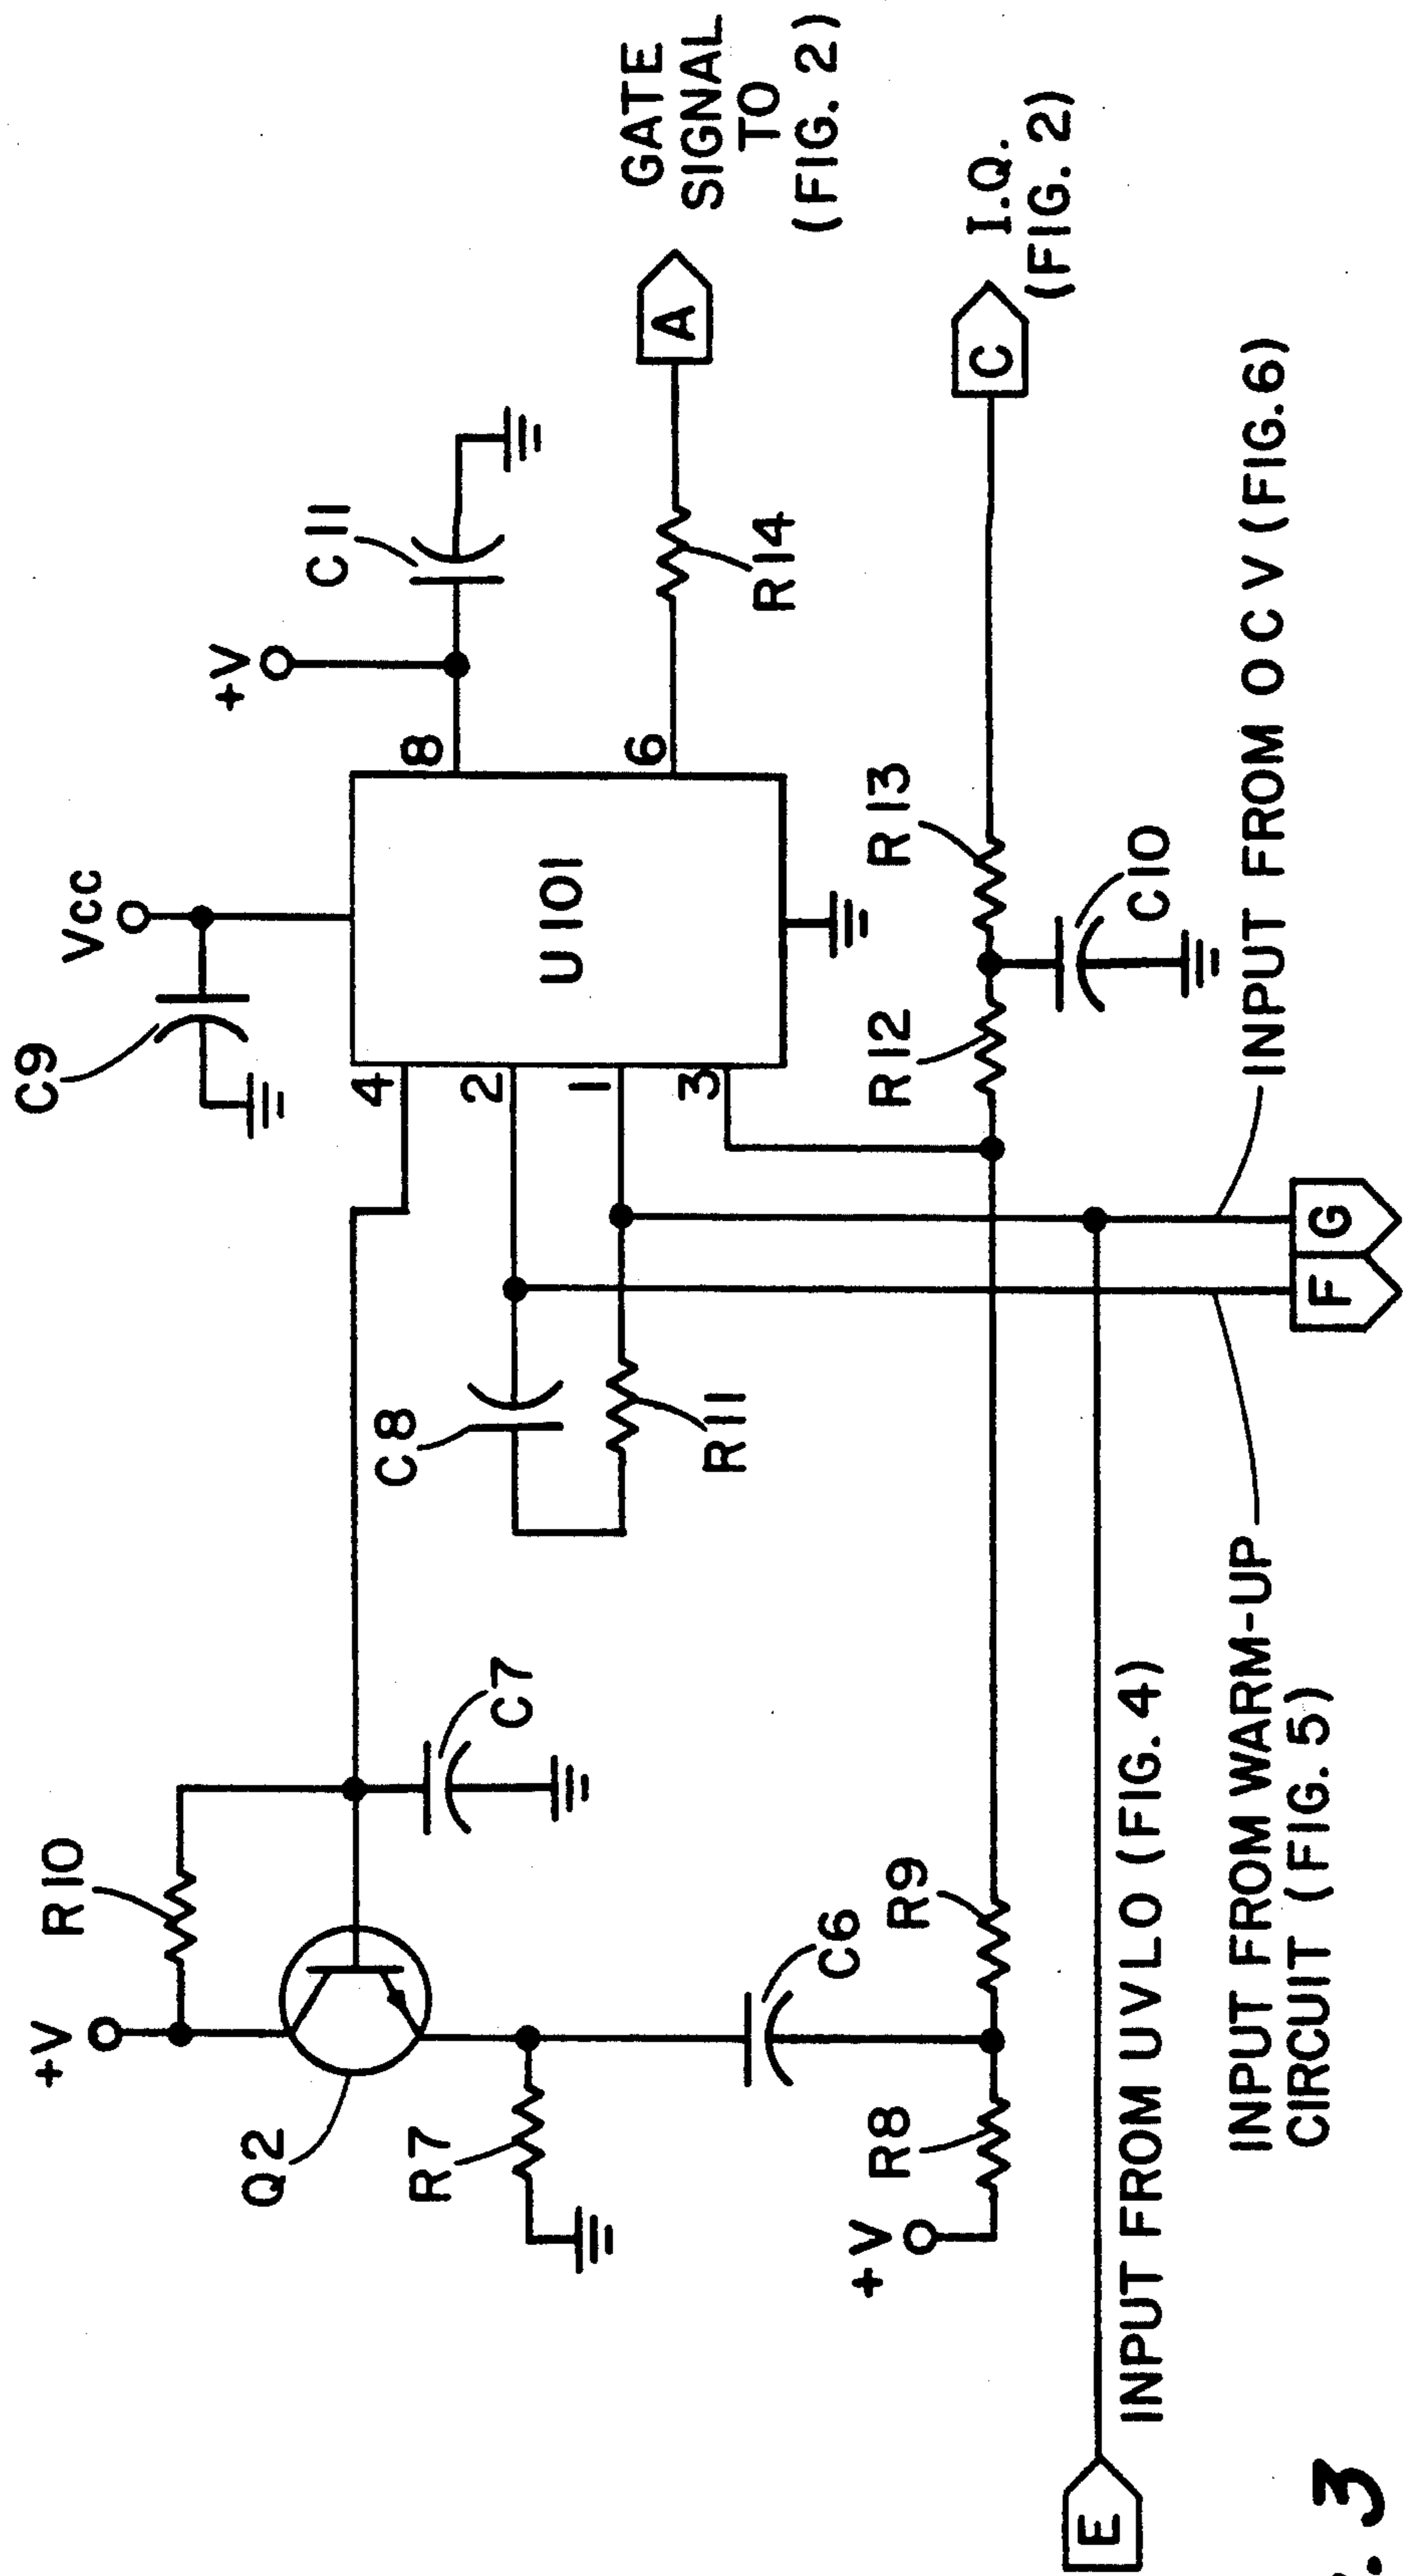 +V
R10
Q2
R7
C7
C6
+V
R8
R9
C9
Vcc
+V
C11
4
2
1
3
8
6
U101
C8
R11
R14
A
GATE
SIGNAL
TO
(FIG. 2)
R12
R13
C10
C
I.Q.
(FIG. 2)
E
INPUT FROM UVLO (FIG. 4)
INPUT FROM WARM-UP
CIRCUIT (FIG. 5)
F
G
INPUT FROM OCV (FIG. 6)
3